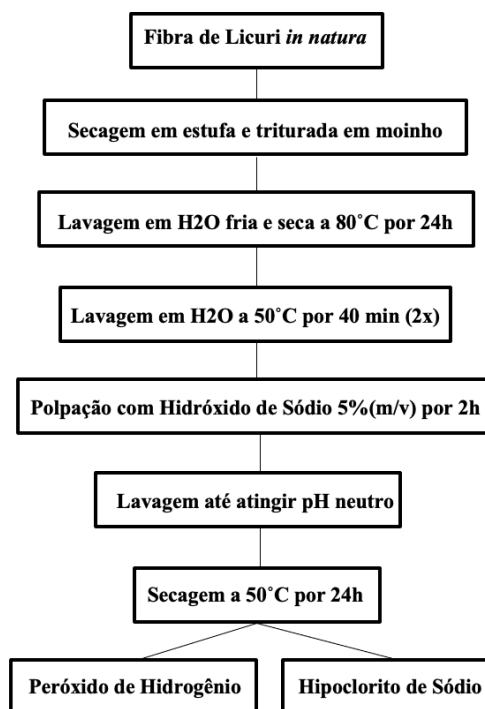 Fibra de Licuri in natura
Secagem em estufa e triturada em moinho
Lavagem em H2O fria e seca a 80˚C por 24h
Lavagem em H2O a 50˚C por 40 min (2x)
Polpação com Hidróxido de Sódio 5%(m/v) por 2h
Lavagem até atingir pH neutro
Secagem a 50˚C por 24h
Peróxido de Hidrogênio
Hipoclorito de Sódio